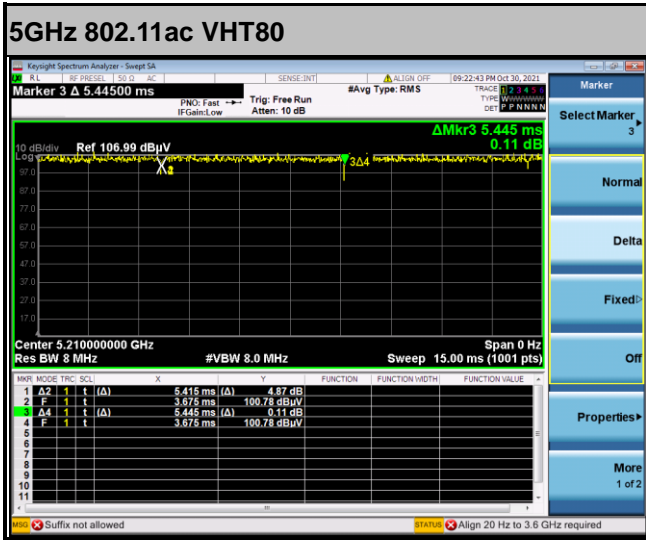 5GHz 802.11ac VHT80
Keysight Spectrum Analyzer - Swept SA
RL RF PRESEL 50 Ω AC SENSE:INT ALIGN OFF 09:22:43 PM Oct 30, 2021
Marker 3 Δ 5.44500 ms #Avg Type: RMS TRACE 1 2 3 4 5 6
PNO: Fast Trig: Free Run TYPE WWWWWW
IFGain:Low Atten: 10 dB DET P P N N N N
ΔMkr3 5.445 ms
0.11 dB
10 dB/div Ref 106.99 dBµV
Log
3Δ4
97.0
87.0
77.0
67.0
57.0
47.0
37.0
27.0
17.0
Center 5.210000000 GHz Span 0 Hz
Res BW 8 MHz #VBW 8.0 MHz Sweep 15.00 ms (1001 pts)
MKR MODE TRC SCL X Y FUNCTION FUNCTION WIDTH FUNCTION VALUE
1 Δ2 1 t (Δ) 5.415 ms (Δ) 4.87 dB
2 F 1 t 3.675 ms 100.78 dBµV
3 Δ4 1 t (Δ) 5.445 ms (Δ) 0.11 dB
4 F 1 t 3.675 ms 100.78 dBµV
5
6
7
8
9
10
11
MSG Suffix not allowed STATUS Align 20 Hz to 3.6 GHz required
Marker
Select Marker
3
Normal
Delta
Fixed
Off
Properties
More
1 of 2